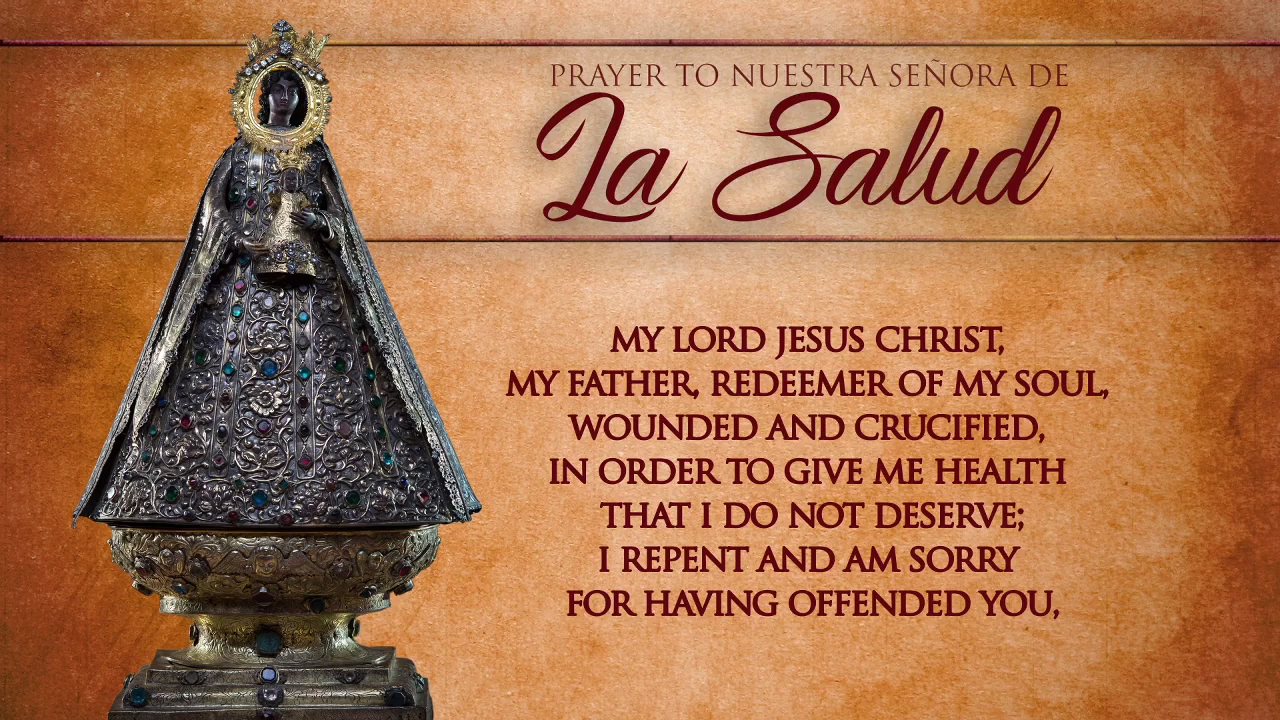 PRAYER TO NUESTRA SEÑORA DE
La Salud
MY LORD JESUS CHRIST,
MY FATHER, REDEEMER OF MY SOUL,
WOUNDED AND CRUCIFIED,
IN ORDER TO GIVE ME HEALTH
THAT I DO NOT DESERVE;
I REPENT AND AM SORRY
FOR HAVING OFFENDED YOU,